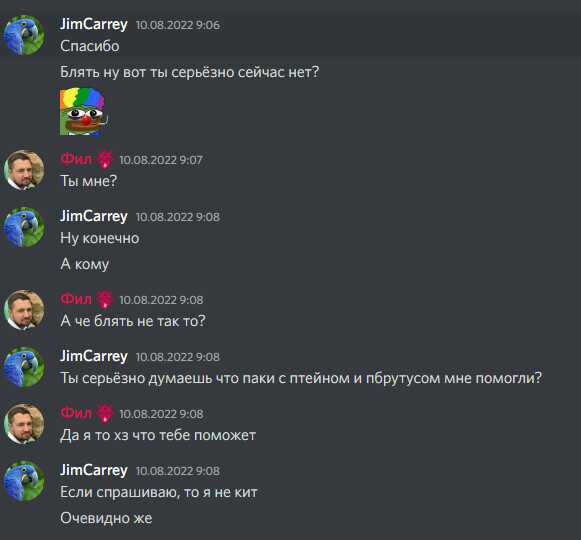 JimCarrey 10.08.2022 9:06
Спасибо
Блять ну вот ты серьёзно сейчас нет?
Фил 10.08.2022 9:07
Ты мне?
JimCarrey 10.08.2022 9:08
Ну конечно
А кому
Фил 10.08.2022 9:08
А че блять не так то?
JimCarrey 10.08.2022 9:08
Ты серьёзно думаешь что паки с птейном и пбрутусом мне помогли?
Фил 10.08.2022 9:08
Да я то хз что тебе поможет
JimCarrey 10.08.2022 9:08
Если спрашиваю, то я не кит
Очевидно же